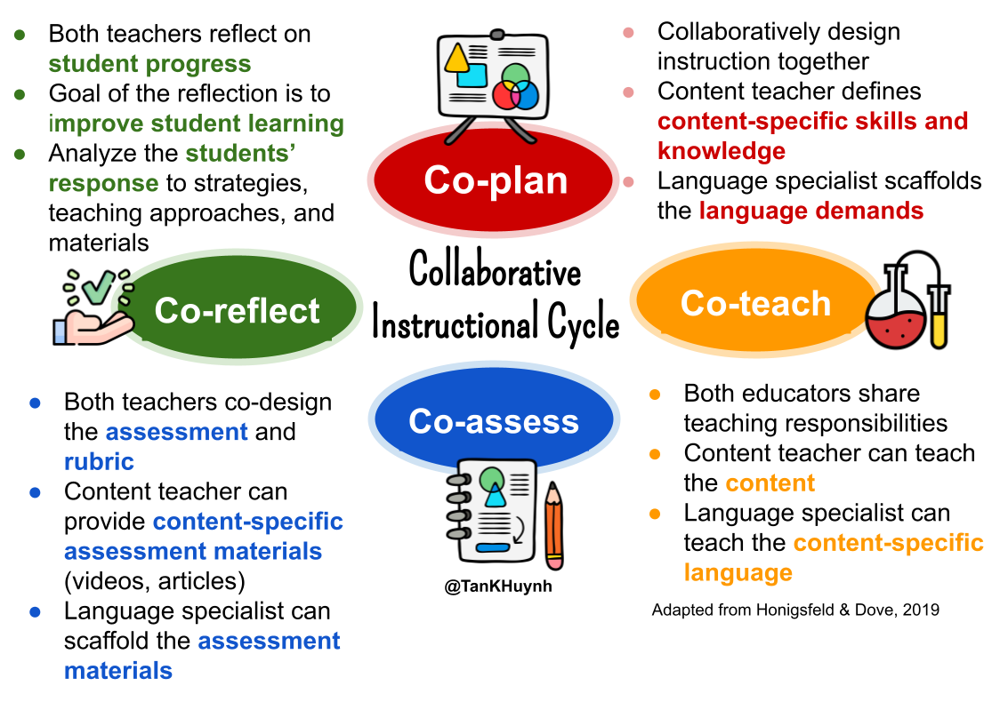 Co-plan
● Collaboratively design
instruction together
● Content teacher defines
content-specific skills and
knowledge
● Language specialist scaffolds
the language demands
Collaborative
Instructional Cycle
Co-teach
● Both educators share
teaching responsibilities
● Content teacher can teach
the content
● Language specialist can
teach the content-specific
language
Adapted from Honigsfeld & Dove, 2019
Co-assess
● Both teachers co-design
the assessment and
rubric
● Content teacher can
provide content-specific
assessment materials
(videos, articles)
● Language specialist can
scaffold the assessment
materials
@TanKHuynh
● Both teachers reflect on
student progress
● Goal of the reflection is to
improve student learning
● Analyze the students’
response to strategies,
teaching approaches, and
materials
Co-reflect